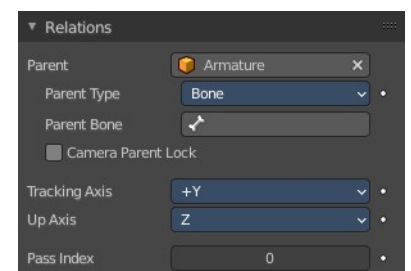 Relations
Parent Armature
Parent Type Bone
Parent Bone
Camera Parent Lock
Tracking Axis +Y
Up Axis Z
Pass Index 0